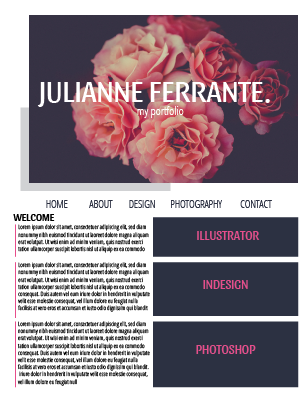 JULIANNE FERRANTE.
my portfolio
HOME ABOUT DESIGN PHOTOGRAPHY CONTACT
WELCOME
Lorem ipsum dolor sit amet, consectetuer adipiscing elit, sed diam
nonummy nibh euismod tincidunt ut laoreet dolore magna aliquam
erat volutpat. Ut wisi enim ad minim veniam, quis nostrud exerci
tation ullamcorper suscipit lobortis nisl ut aliquip ex ea commodo
ILLUSTRATOR
Lorem ipsum dolor sit amet, consectetuer adipiscing elit, sed diam
nonummy nibh euismod tincidunt ut laoreet dolore magna aliquam
erat volutpat. Ut wisi enim ad minim veniam, quis nostrud exerci
tation ullamcorper suscipit lobortis nisl ut aliquip ex ea commodo
consequat. Duis autem vel eum iriure dolor in hendrerit in vulputate
velit esse molestie consequat, vel illum dolore eu feugiat nulla
facilisis at vero eros et accumsan et iusto odio dignissim qui blandit
INDESIGN
Lorem ipsum dolor sit amet, consectetuer adipiscing elit, sed diam
nonummy nibh euismod tincidunt ut laoreet dolore magna aliquam
erat volutpat. Ut wisi enim ad minim veniam, quis nostrud exerci
tation ullamcorper suscipit lobortis nisl ut aliquip ex ea commodo
consequat. Duis autem vel eum iriure dolor in hendrerit in vulputate
velit esse molestie consequat, vel illum dolore eu feugiat nulla
facilisis at vero eros et accumsan et iusto odio dignissim qui blandit
iriure dolor in hendrerit in vulputate velit esse molestie consequat,
vel illum dolore eu feugiat null
PHOTOSHOP